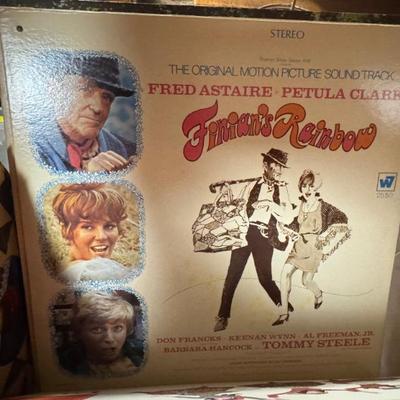 STEREO
THE ORIGINAL MOTION PICTURE SOUND TRACK
FRED ASTAIRE · PETULA CLARK
Finian's Rainbow
W7
DON FRANCKS · KEENAN WYNN · AL FREEMAN, JR.
BARBARA HANCOCK TOMMY STEELE